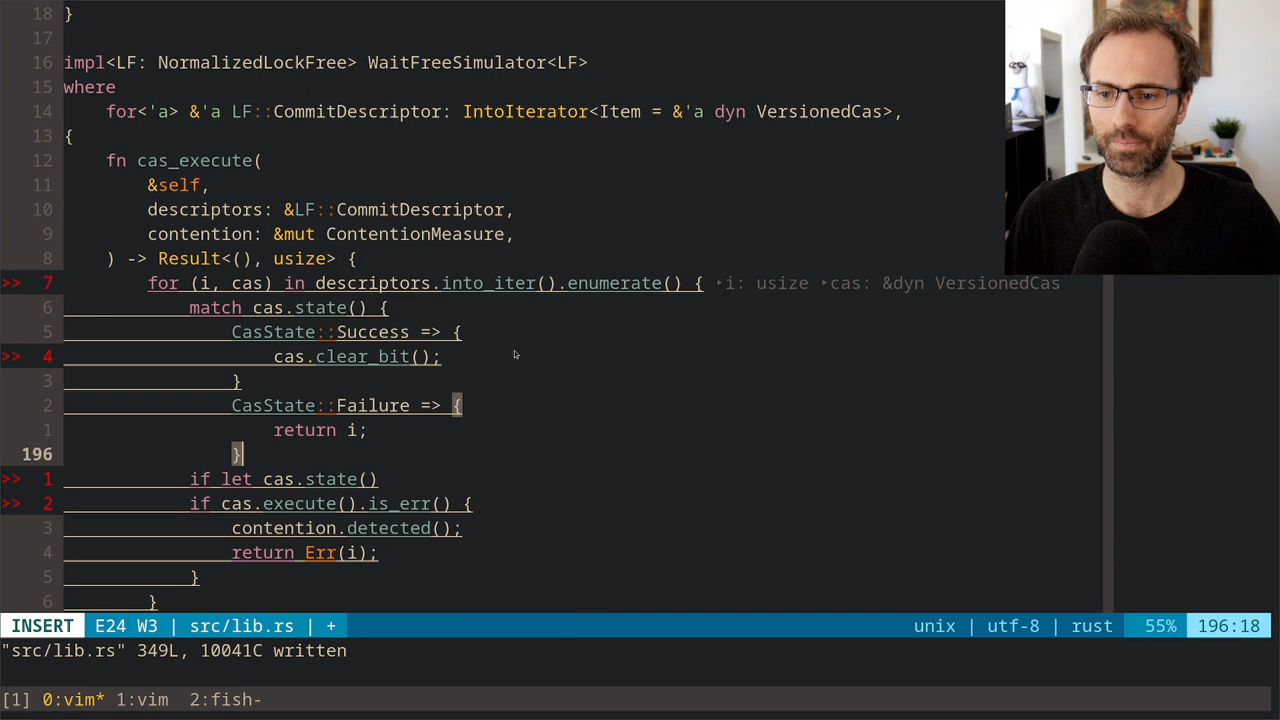 18 }
17
16 impl<LF: NormalizedLockFree> WaitFreeSimulator<LF>
15 where
14     for<'a> &'a LF::CommitDescriptor: IntoIterator<Item = &'a dyn VersionedCas>,
13 {
12     fn cas_execute(
11         &self,
10         descriptors: &LF::CommitDescriptor,
9         contention: &mut ContentionMeasure,
8     ) -> Result<(), usize> {
>> 7         for (i, cas) in descriptors.into_iter().enumerate() { ‣i: usize ‣cas: &dyn VersionedCas
6             match cas.state() {
5                 CasState::Success => {
>> 4                     cas.clear_bit();
3                 }
2                 CasState::Failure => {
1                     return i;
196                 }
>> 1             if let cas.state()
>> 2             if cas.execute().is_err() {
3                 contention.detected();
4                 return Err(i);
5             }
6         }
INSERT E24 W3 | src/lib.rs | + unix | utf-8 | rust 55% 196:18
"src/lib.rs" 349L, 10041C written
[1] 0:vim* 1:vim 2:fish-